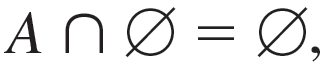 A ∩ ∅ = ∅,